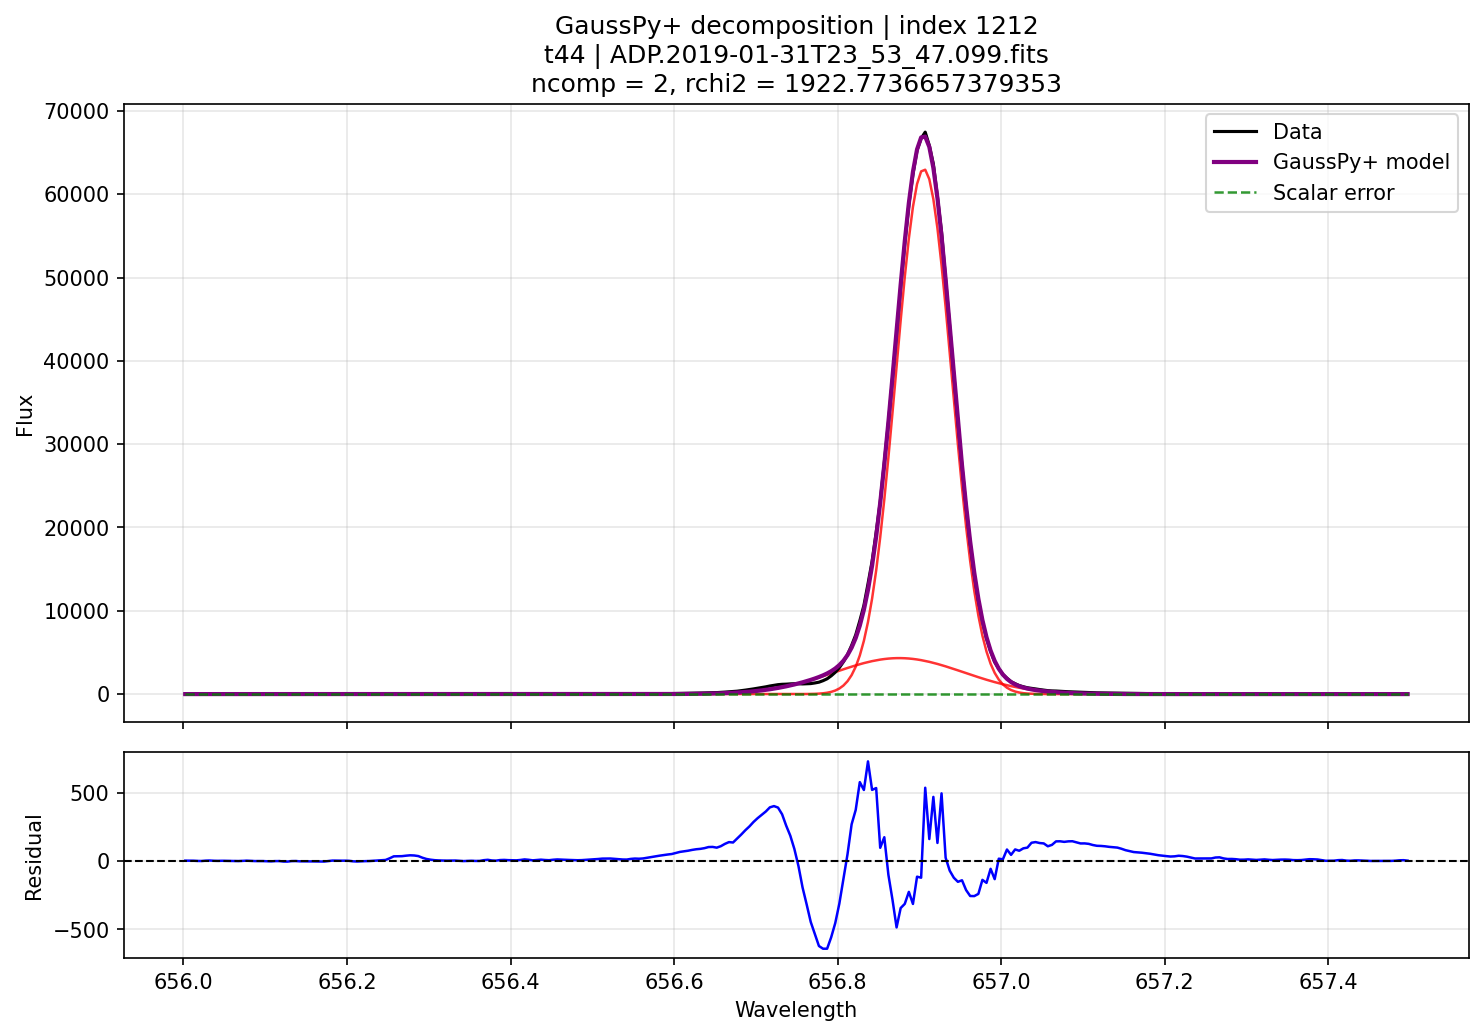 GaussPy+ decomposition | index 1212
t44 | ADP.2019-01-31T23_53_47.099.fits
ncomp = 2, rchi2 = 1922.7736657379353
70000
60000
50000
40000
30000
20000
10000
0
Flux
Data
GaussPy+ model
Scalar error
500
0
−500
Residual
656.0
656.2
656.4
656.6
656.8
657.0
657.2
657.4
Wavelength